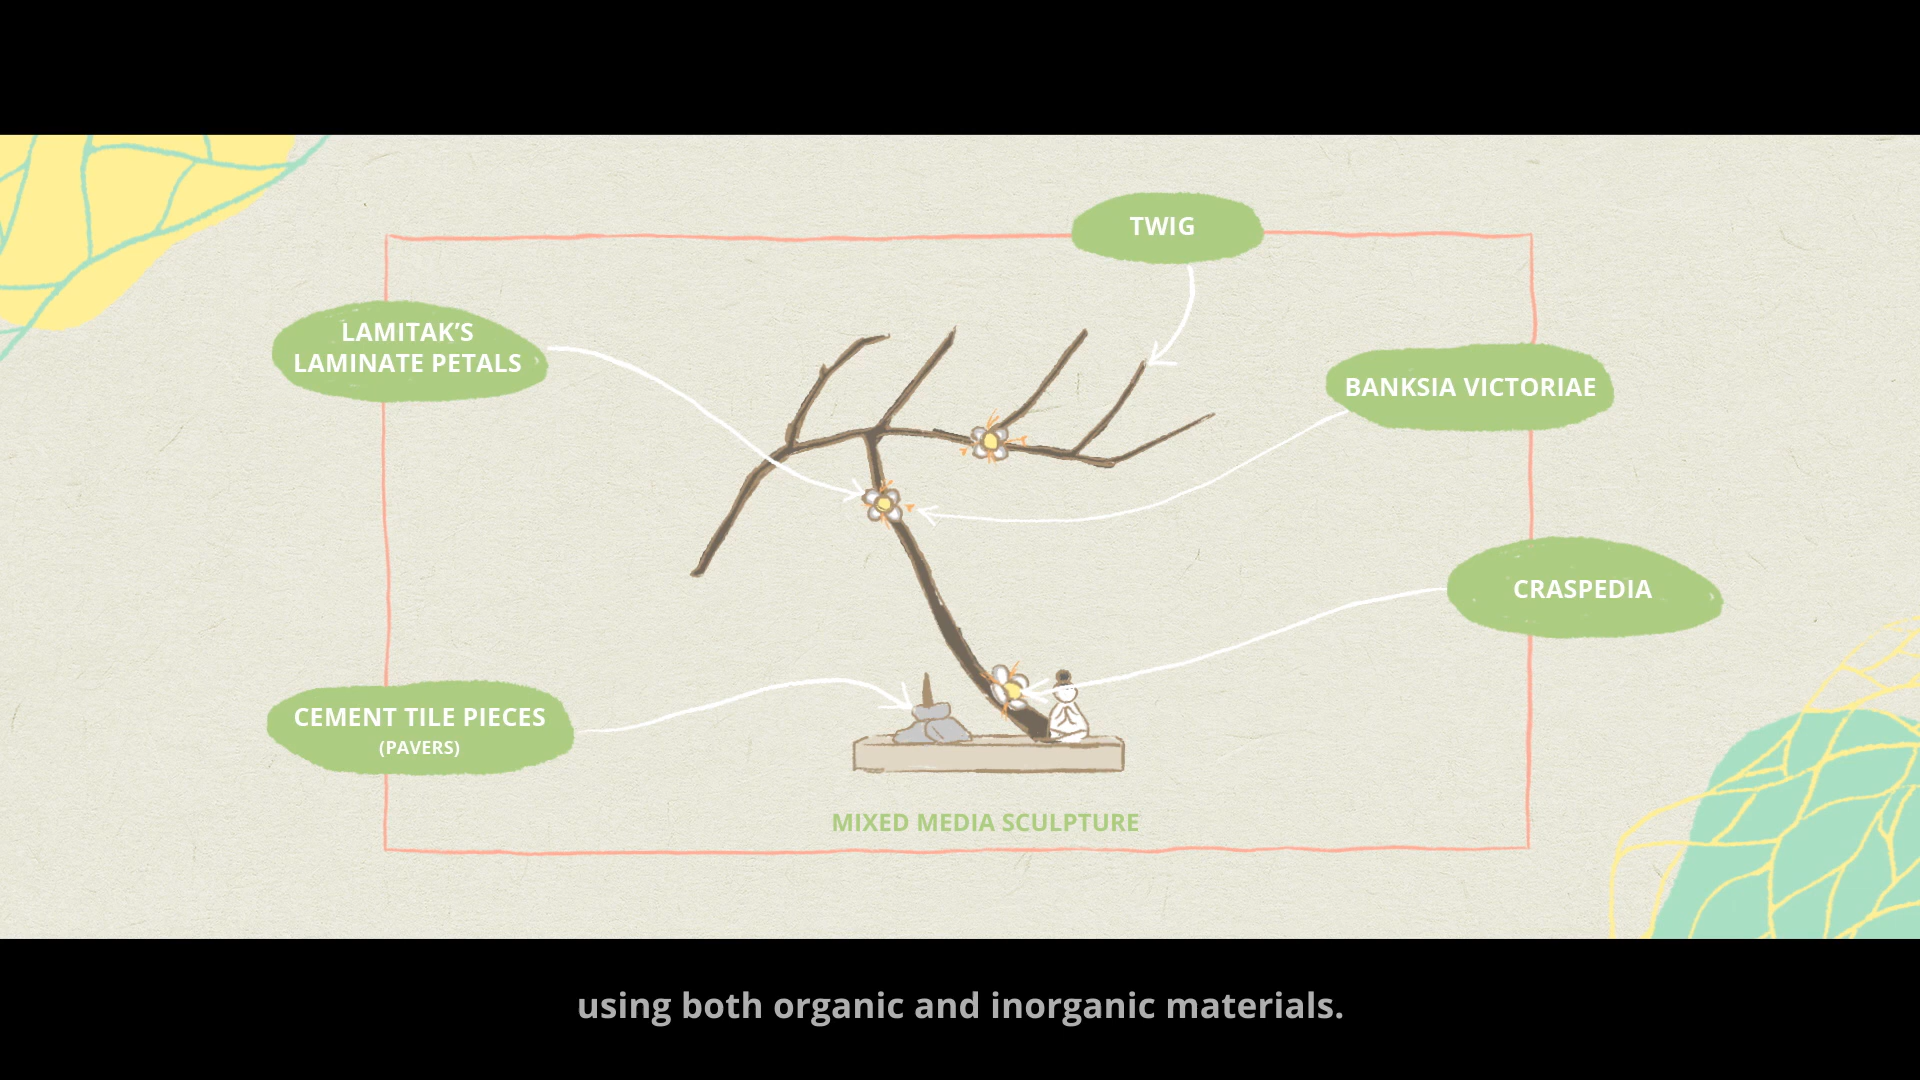 TWIG
LAMITAK’S
LAMINATE PETALS
BANKSIA VICTORIAE
CRASPEDIA
CEMENT TILE PIECES
(PAVERS)
MIXED MEDIA SCULPTURE
using both organic and inorganic materials.